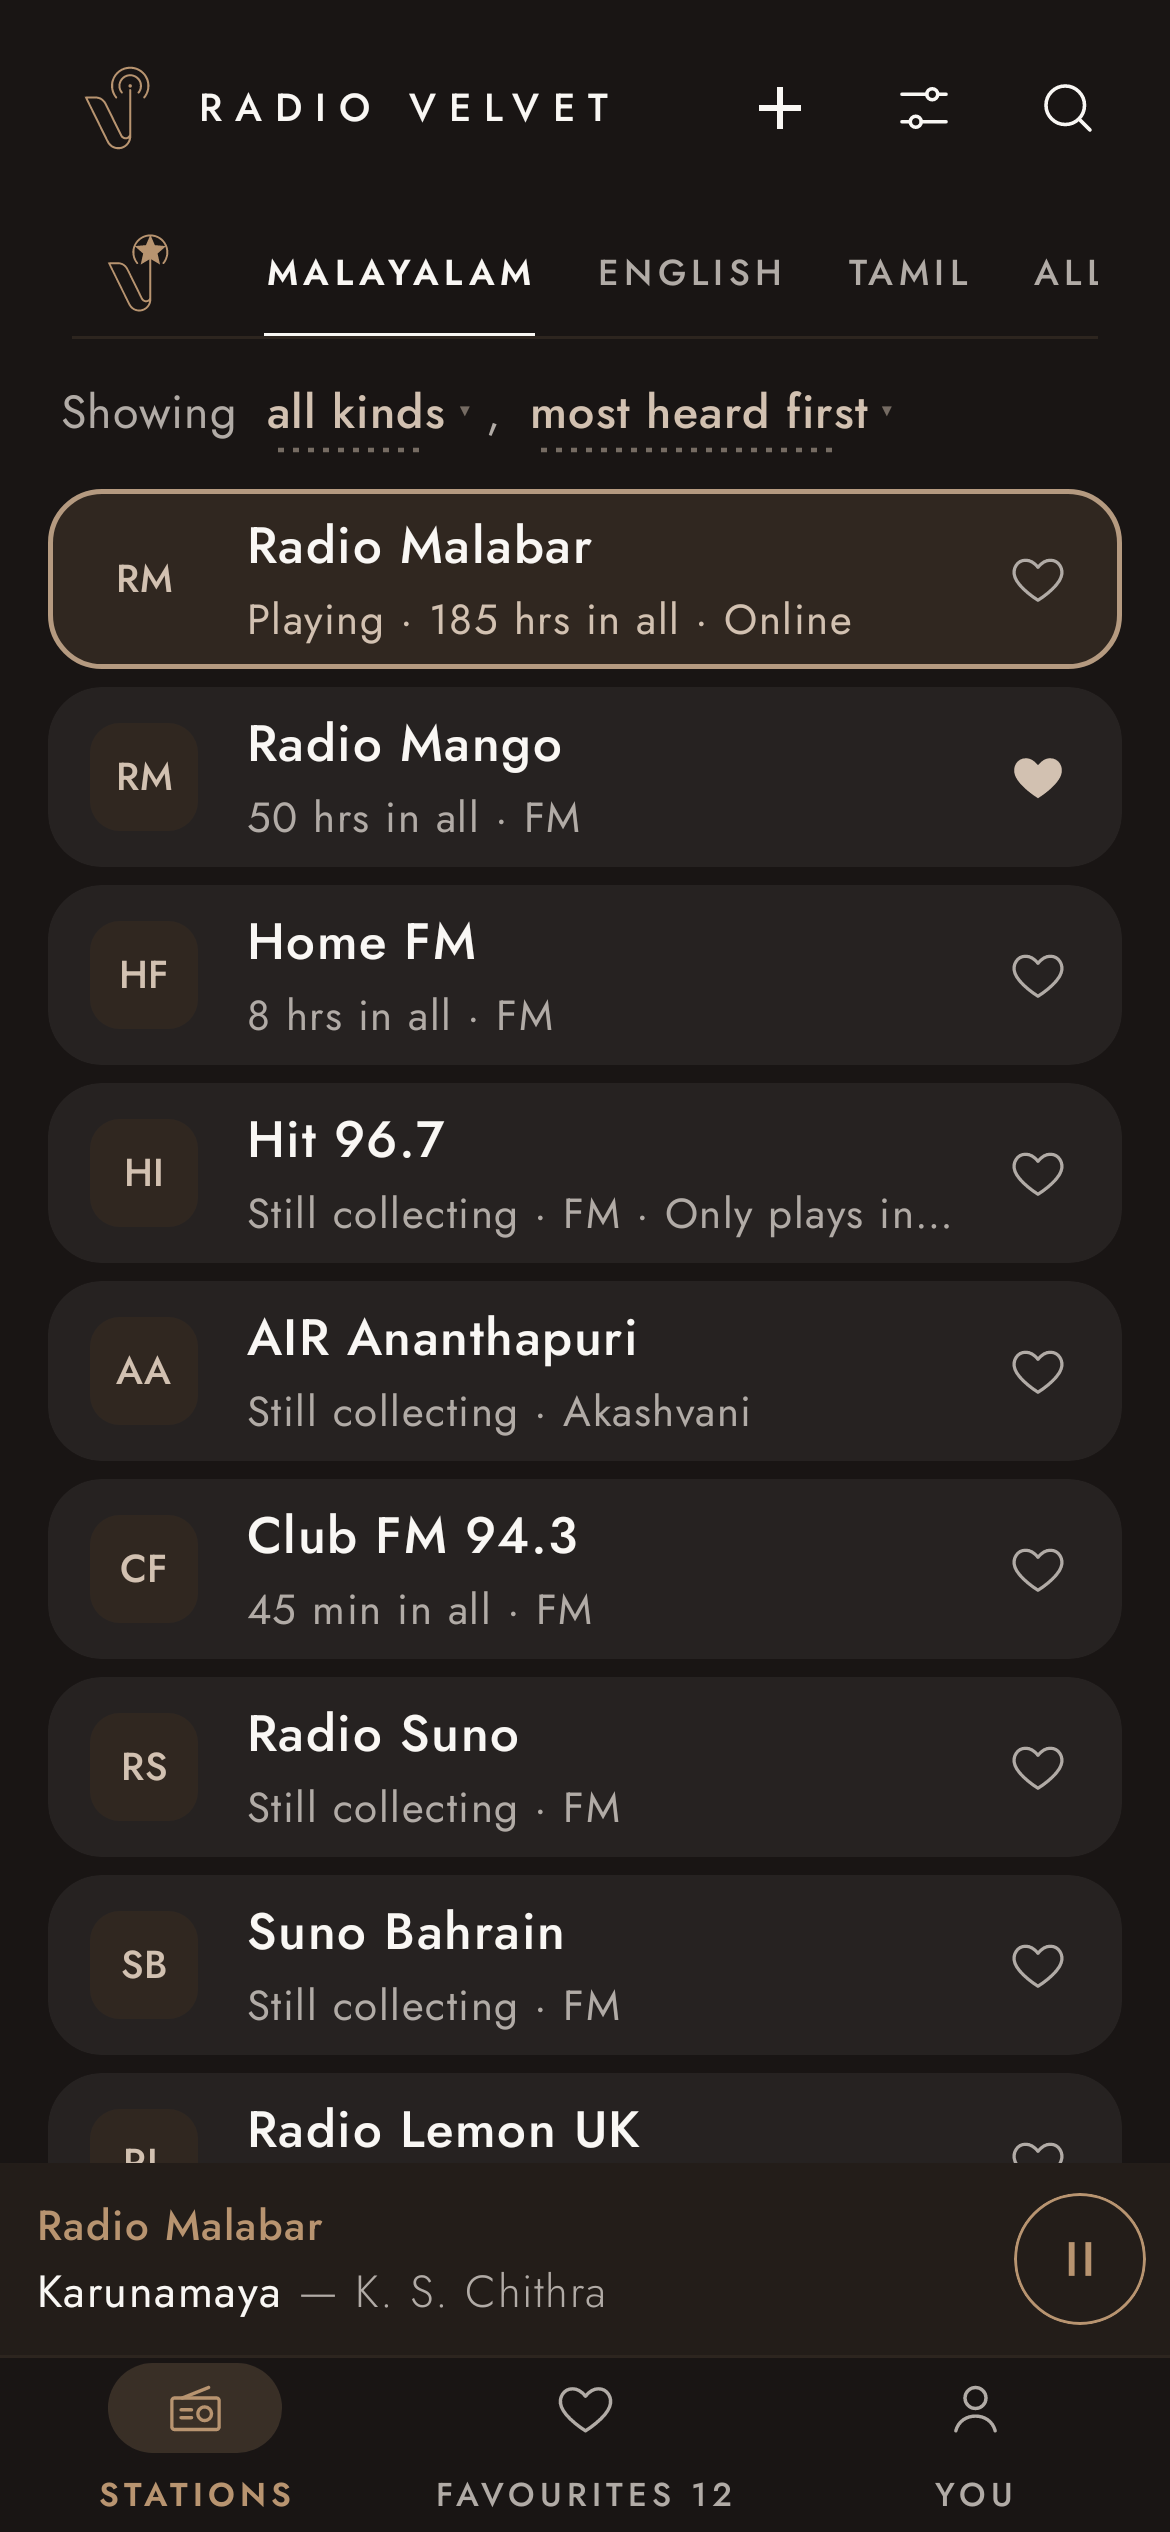 RADIO VELVET
MALAYALAM ENGLISH TAMIL ALL
Showing all kinds ▾ , most heard first ▾
RM
Radio Malabar
Playing · 185 hrs in all · Online
RM
Radio Mango
50 hrs in all · FM
HF
Home FM
8 hrs in all · FM
HI
Hit 96.7
Still collecting · FM · Only plays in...
AA
AIR Ananthapuri
Still collecting · Akashvani
CF
Club FM 94.3
45 min in all · FM
RS
Radio Suno
Still collecting · FM
SB
Suno Bahrain
Still collecting · FM
Radio Lemon UK
Radio Malabar
Karunamaya — K. S. Chithra
STATIONS FAVOURITES 12 YOU